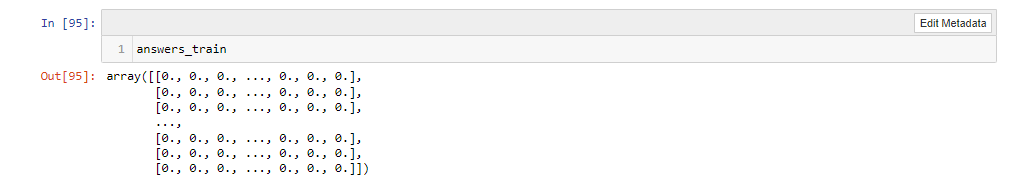 In [95]:
Edit Metadata
1 answers_train
Out[95]: array([[0., 0., 0., ..., 0., 0., 0.],
[0., 0., 0., ..., 0., 0., 0.],
[0., 0., 0., ..., 0., 0., 0.],
...,
[0., 0., 0., ..., 0., 0., 0.],
[0., 0., 0., ..., 0., 0., 0.],
[0., 0., 0., ..., 0., 0., 0.]])